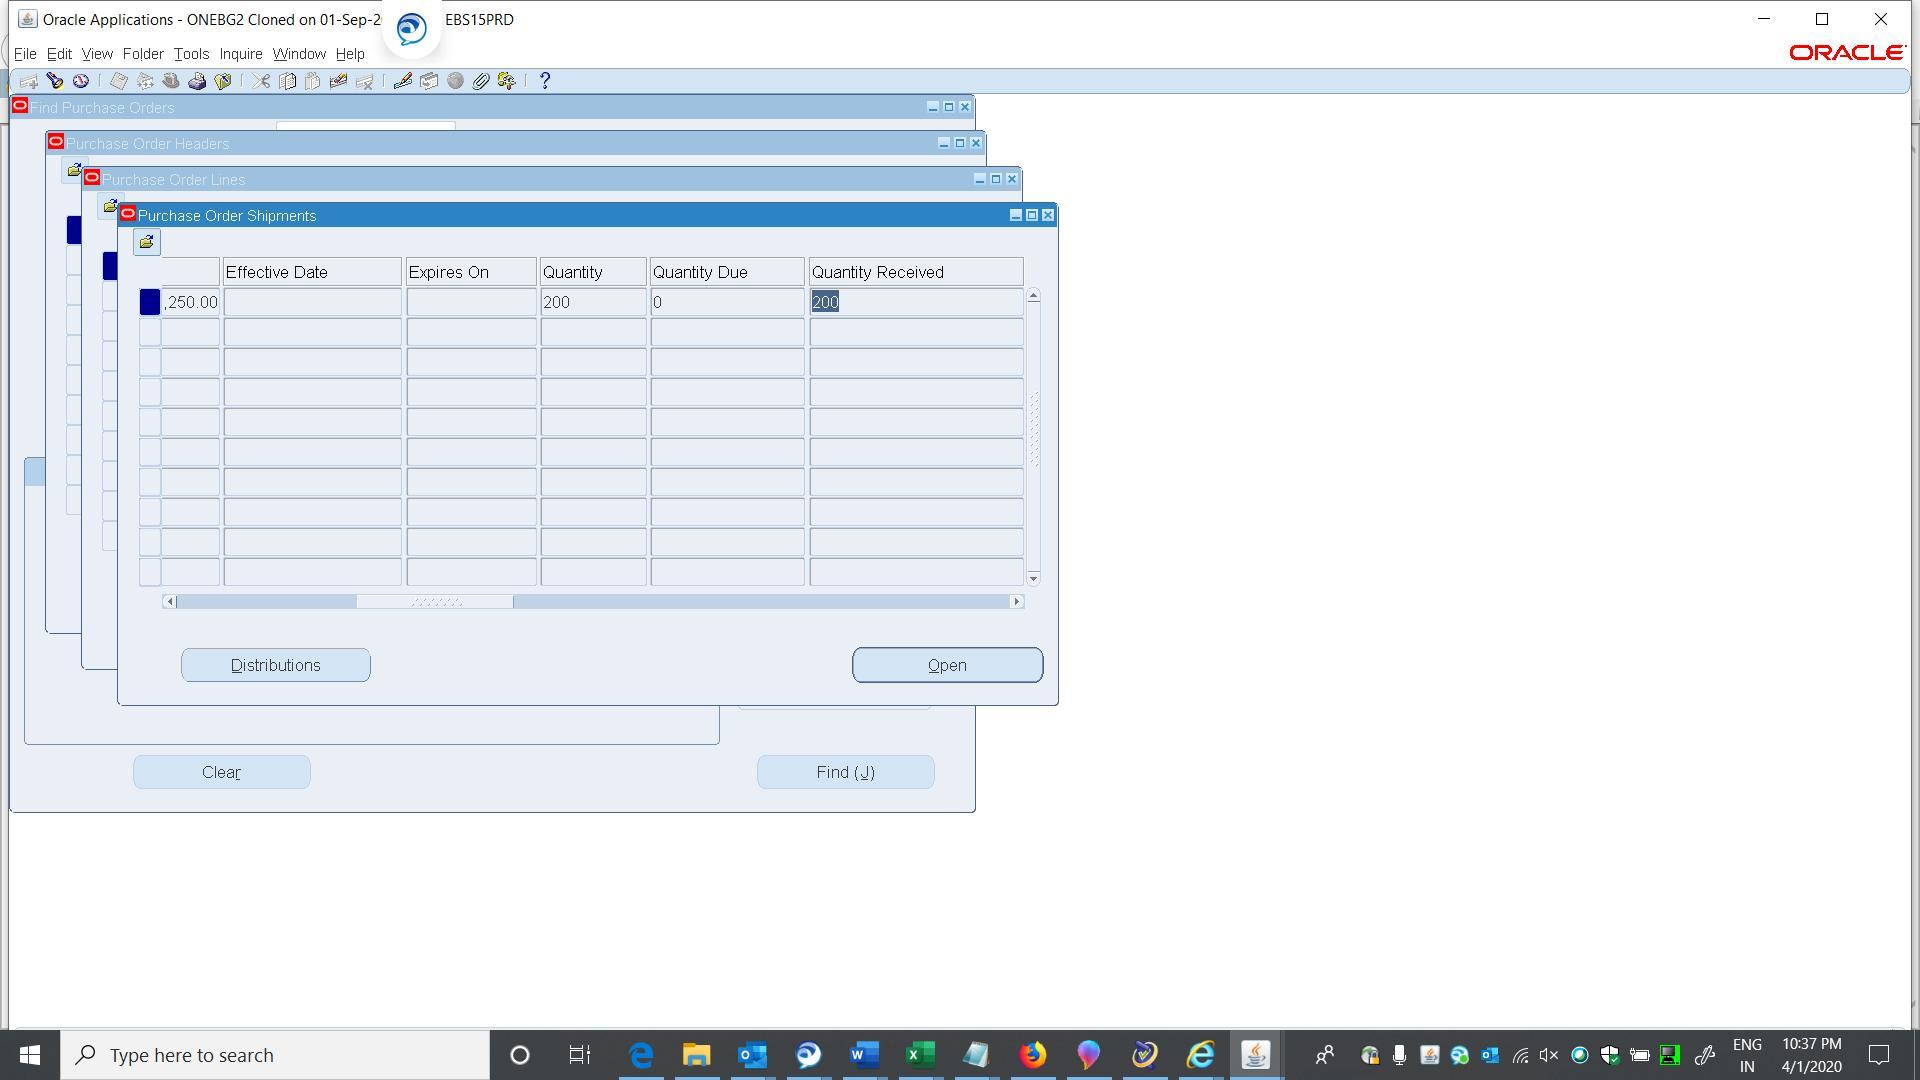 Oracle Applications - ONEBG2 Cloned on 01-Sep-2
EBS15PRD
File Edit View Folder Tools Inquire Window Help
ORACLE
Find Purchase Orders
Purchase Order Headers
Purchase Order Lines
Purchase Order Shipments
Effective Date Expires On Quantity Quantity Due Quantity Received
,250.00 200 0 200
Distributions Open
Clear Find (J)
Type here to search
ENG
IN
10:37 PM
4/1/2020